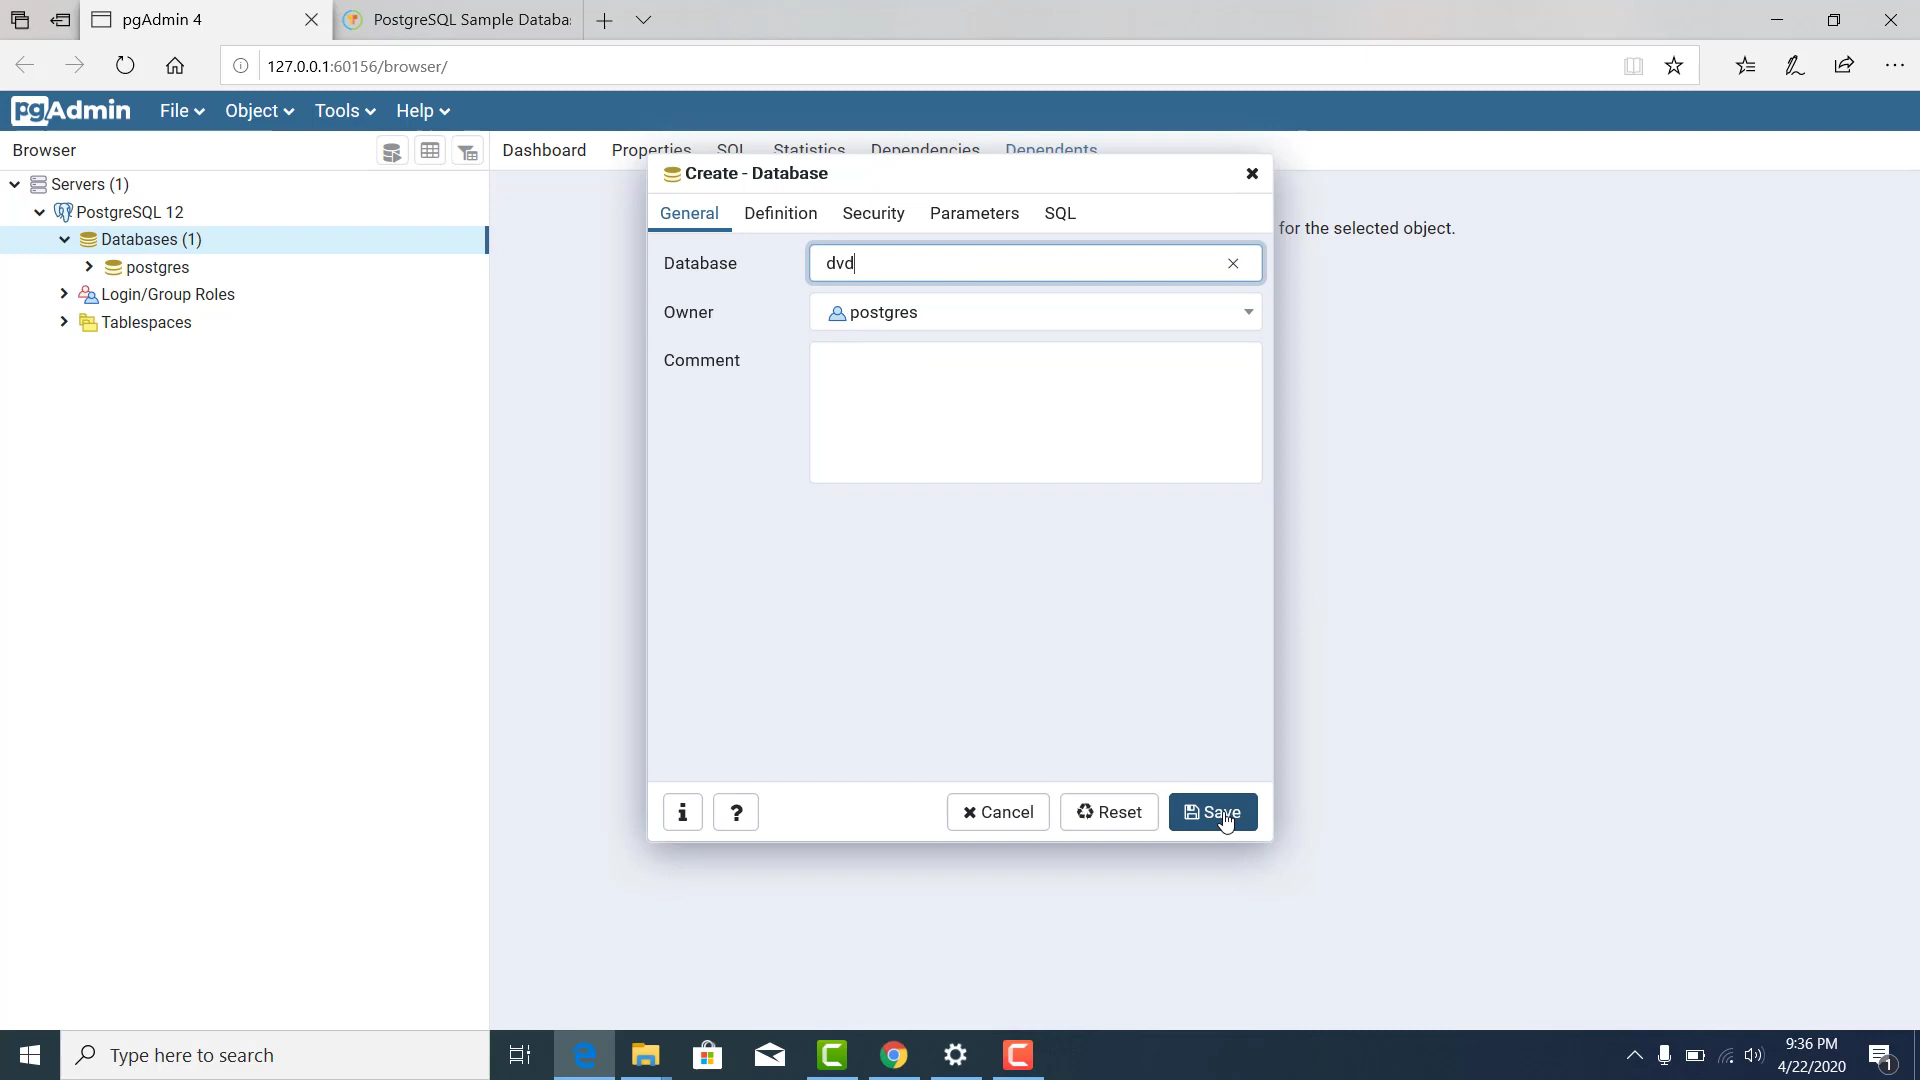 pgAdmin 4
PostgreSQL Sample Databa
127.0.0.1:60156/browser/
pgAdmin File Object Tools Help
Browser
Dashboard Properties SQL Statistics Dependencies Dependents
Servers (1)
PostgreSQL 12
Databases (1)
postgres
Login/Group Roles
Tablespaces
for the selected object.
Create - Database
General Definition Security Parameters SQL
Database dvd
Owner postgres
Comment
i ? Cancel Reset Save
Type here to search
9:36 PM
4/22/2020
1